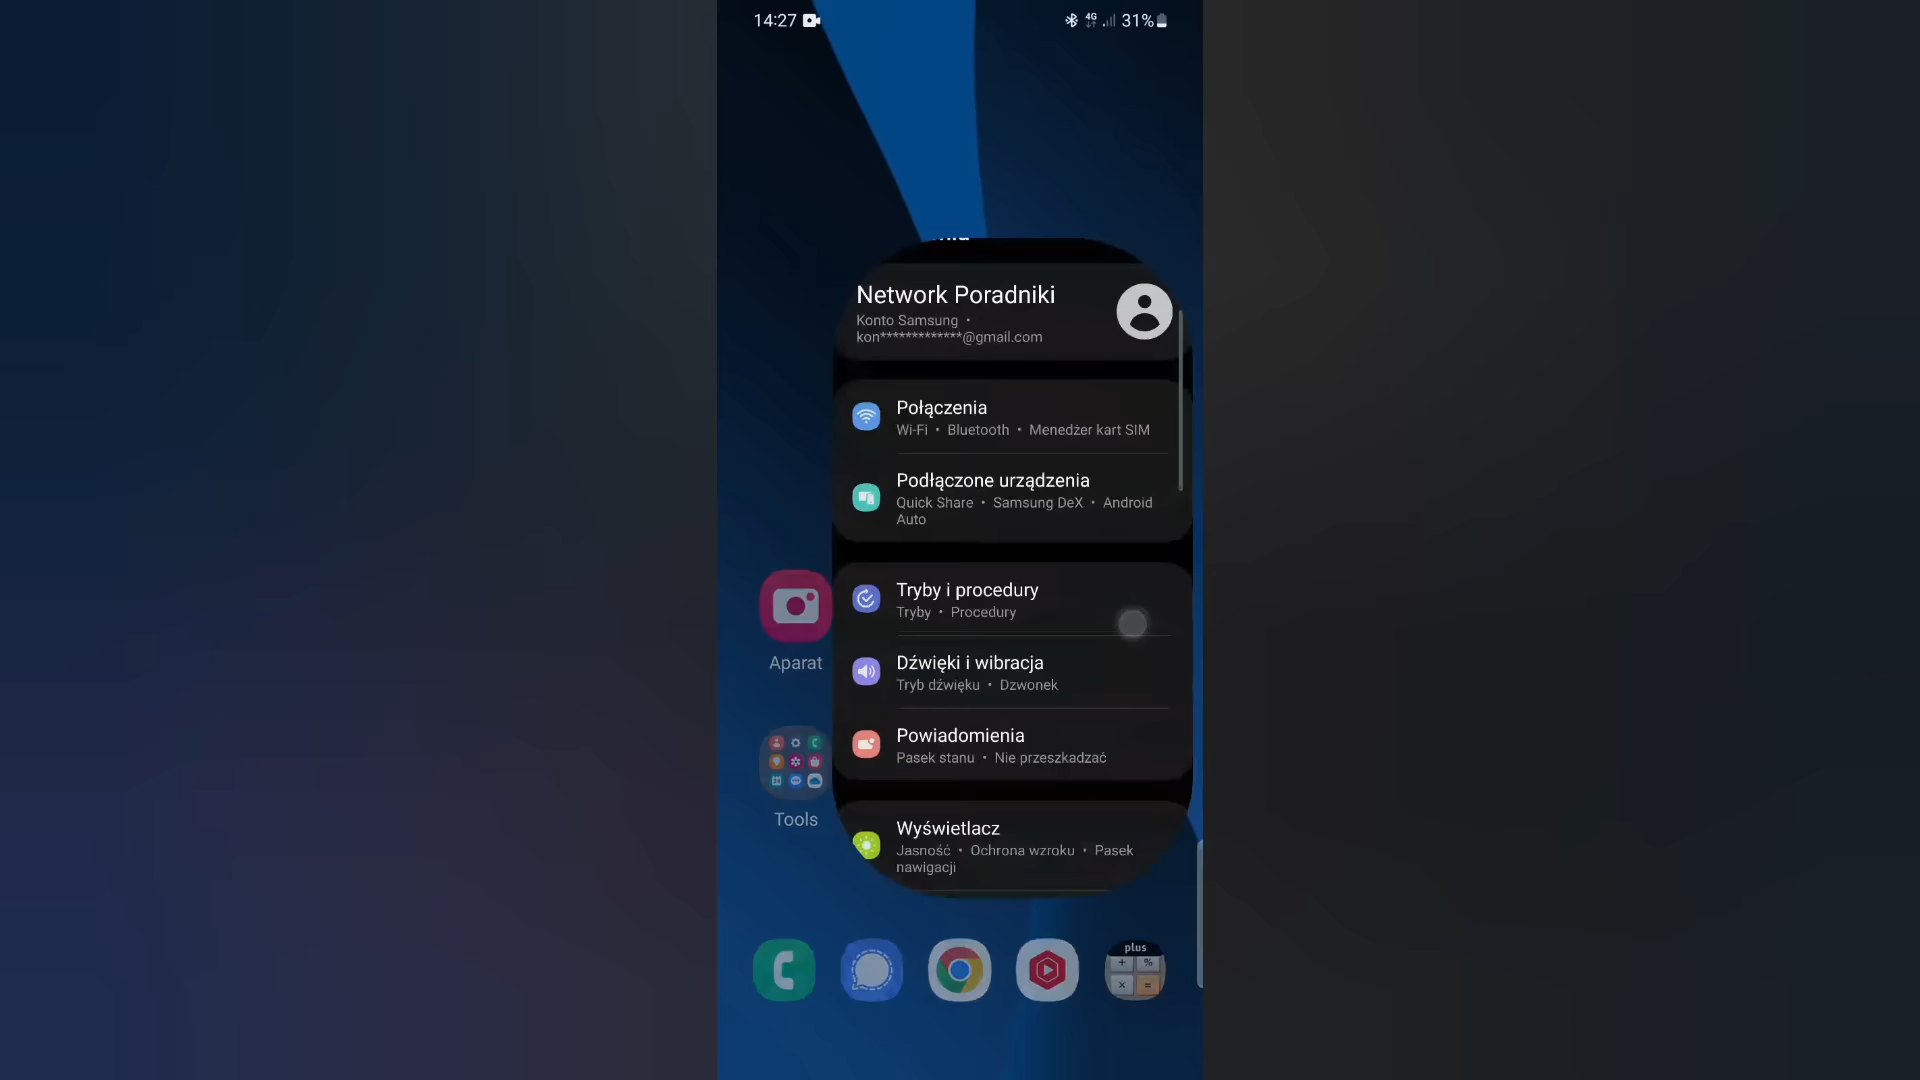 14:27
4G
31%
Network Poradniki
Konto Samsung •
kon*************@gmail.com
Połączenia
Wi-Fi • Bluetooth • Menedżer kart SIM
Podłączone urządzenia
Quick Share • Samsung DeX • Android
Auto
Tryby i procedury
Tryby • Procedury
Dźwięki i wibracja
Tryb dźwięku • Dzwonek
Powiadomienia
Pasek stanu • Nie przeszkadzać
Wyświetlacz
Jasność • Ochrona wzroku • Pasek
nawigacji
Aparat
Tools
plus
+ %
× =